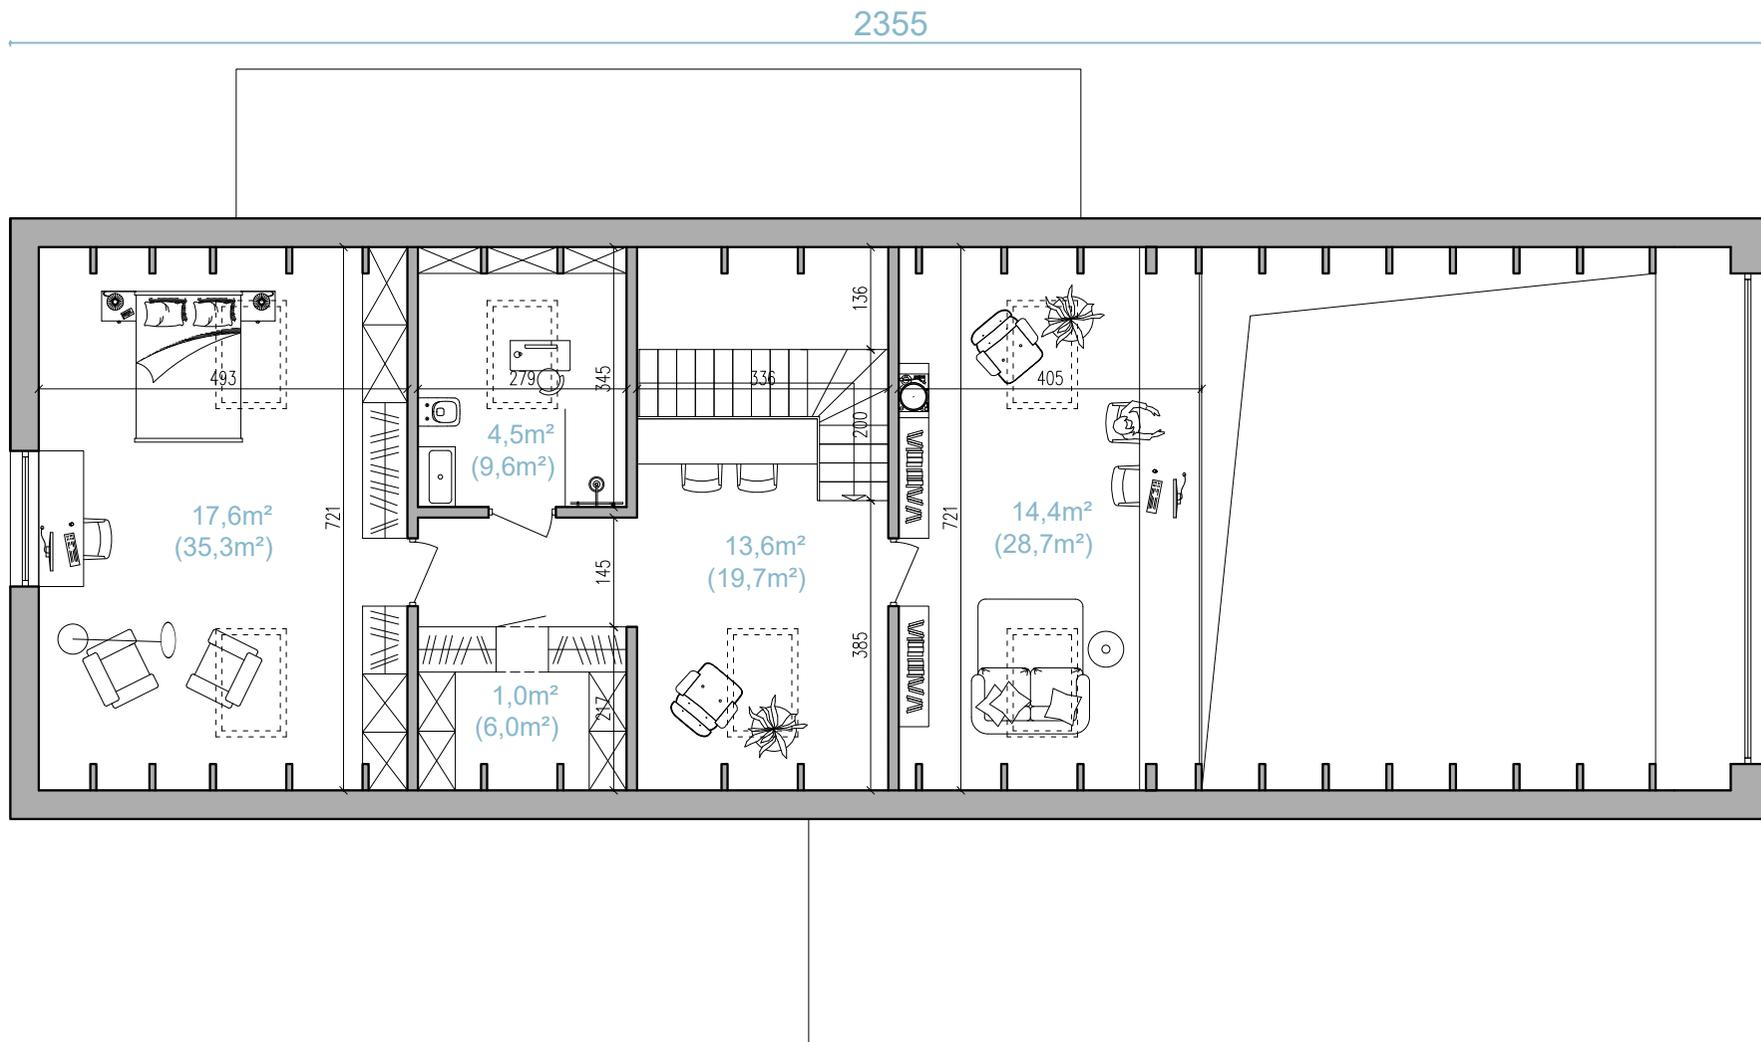 2355
136
493
279
345
336
405
200
4,5m²
(9,6m²)
17,6m²
(35,3m²)
721
721
14,4m²
(28,7m²)
13,6m²
(19,7m²)
145
385
1,0m²
(6,0m²)
217